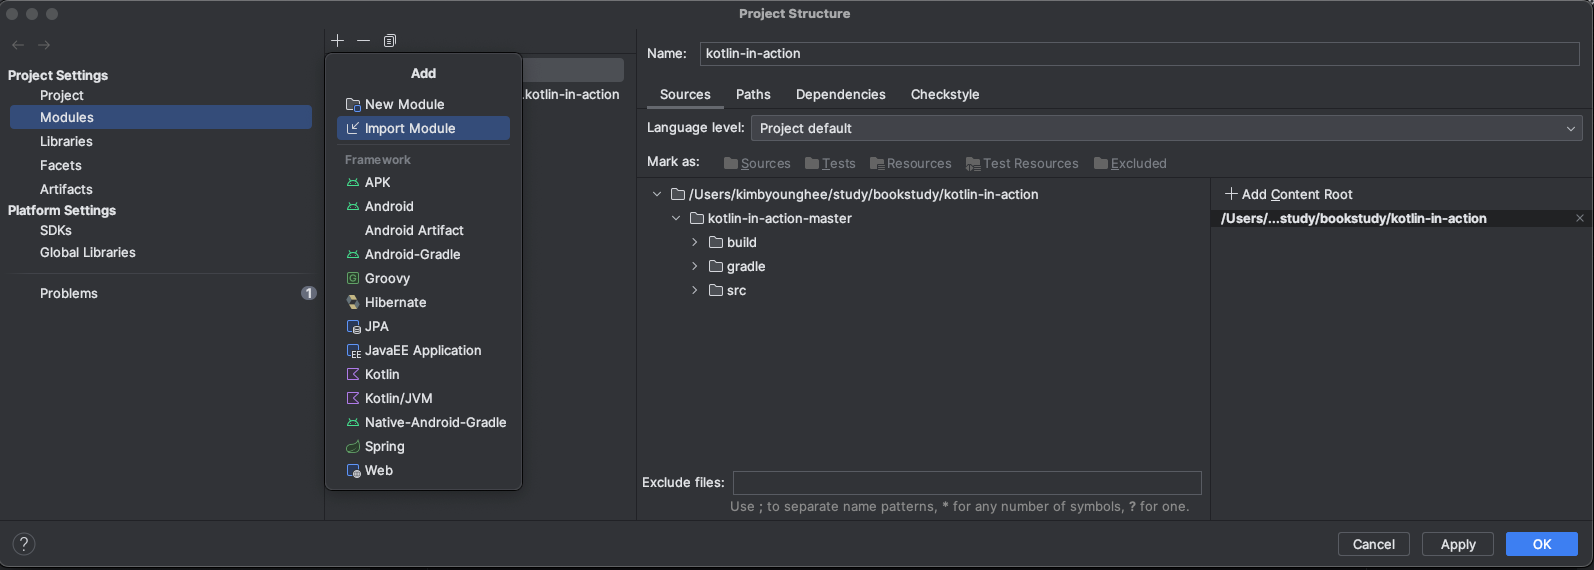 Project Structure
Project Settings
Project
Modules
Libraries
Facets
Artifacts
Platform Settings
SDKs
Global Libraries
Problems
1
Add
New Module
Import Module
Framework
APK
Android
Android Artifact
Android-Gradle
Groovy
Hibernate
JPA
JavaEE Application
Kotlin
Kotlin/JVM
Native-Android-Gradle
Spring
Web
.kotlin-in-action
Name: kotlin-in-action
Sources Paths Dependencies Checkstyle
Language level: Project default
Mark as: Sources Tests Resources Test Resources Excluded
/Users/kimbyounghee/study/bookstudy/kotlin-in-action
kotlin-in-action-master
build
gradle
src
Add Content Root
/Users/...study/bookstudy/kotlin-in-action
Exclude files:
Use ; to separate name patterns, * for any number of symbols, ? for one.
?
Cancel Apply OK